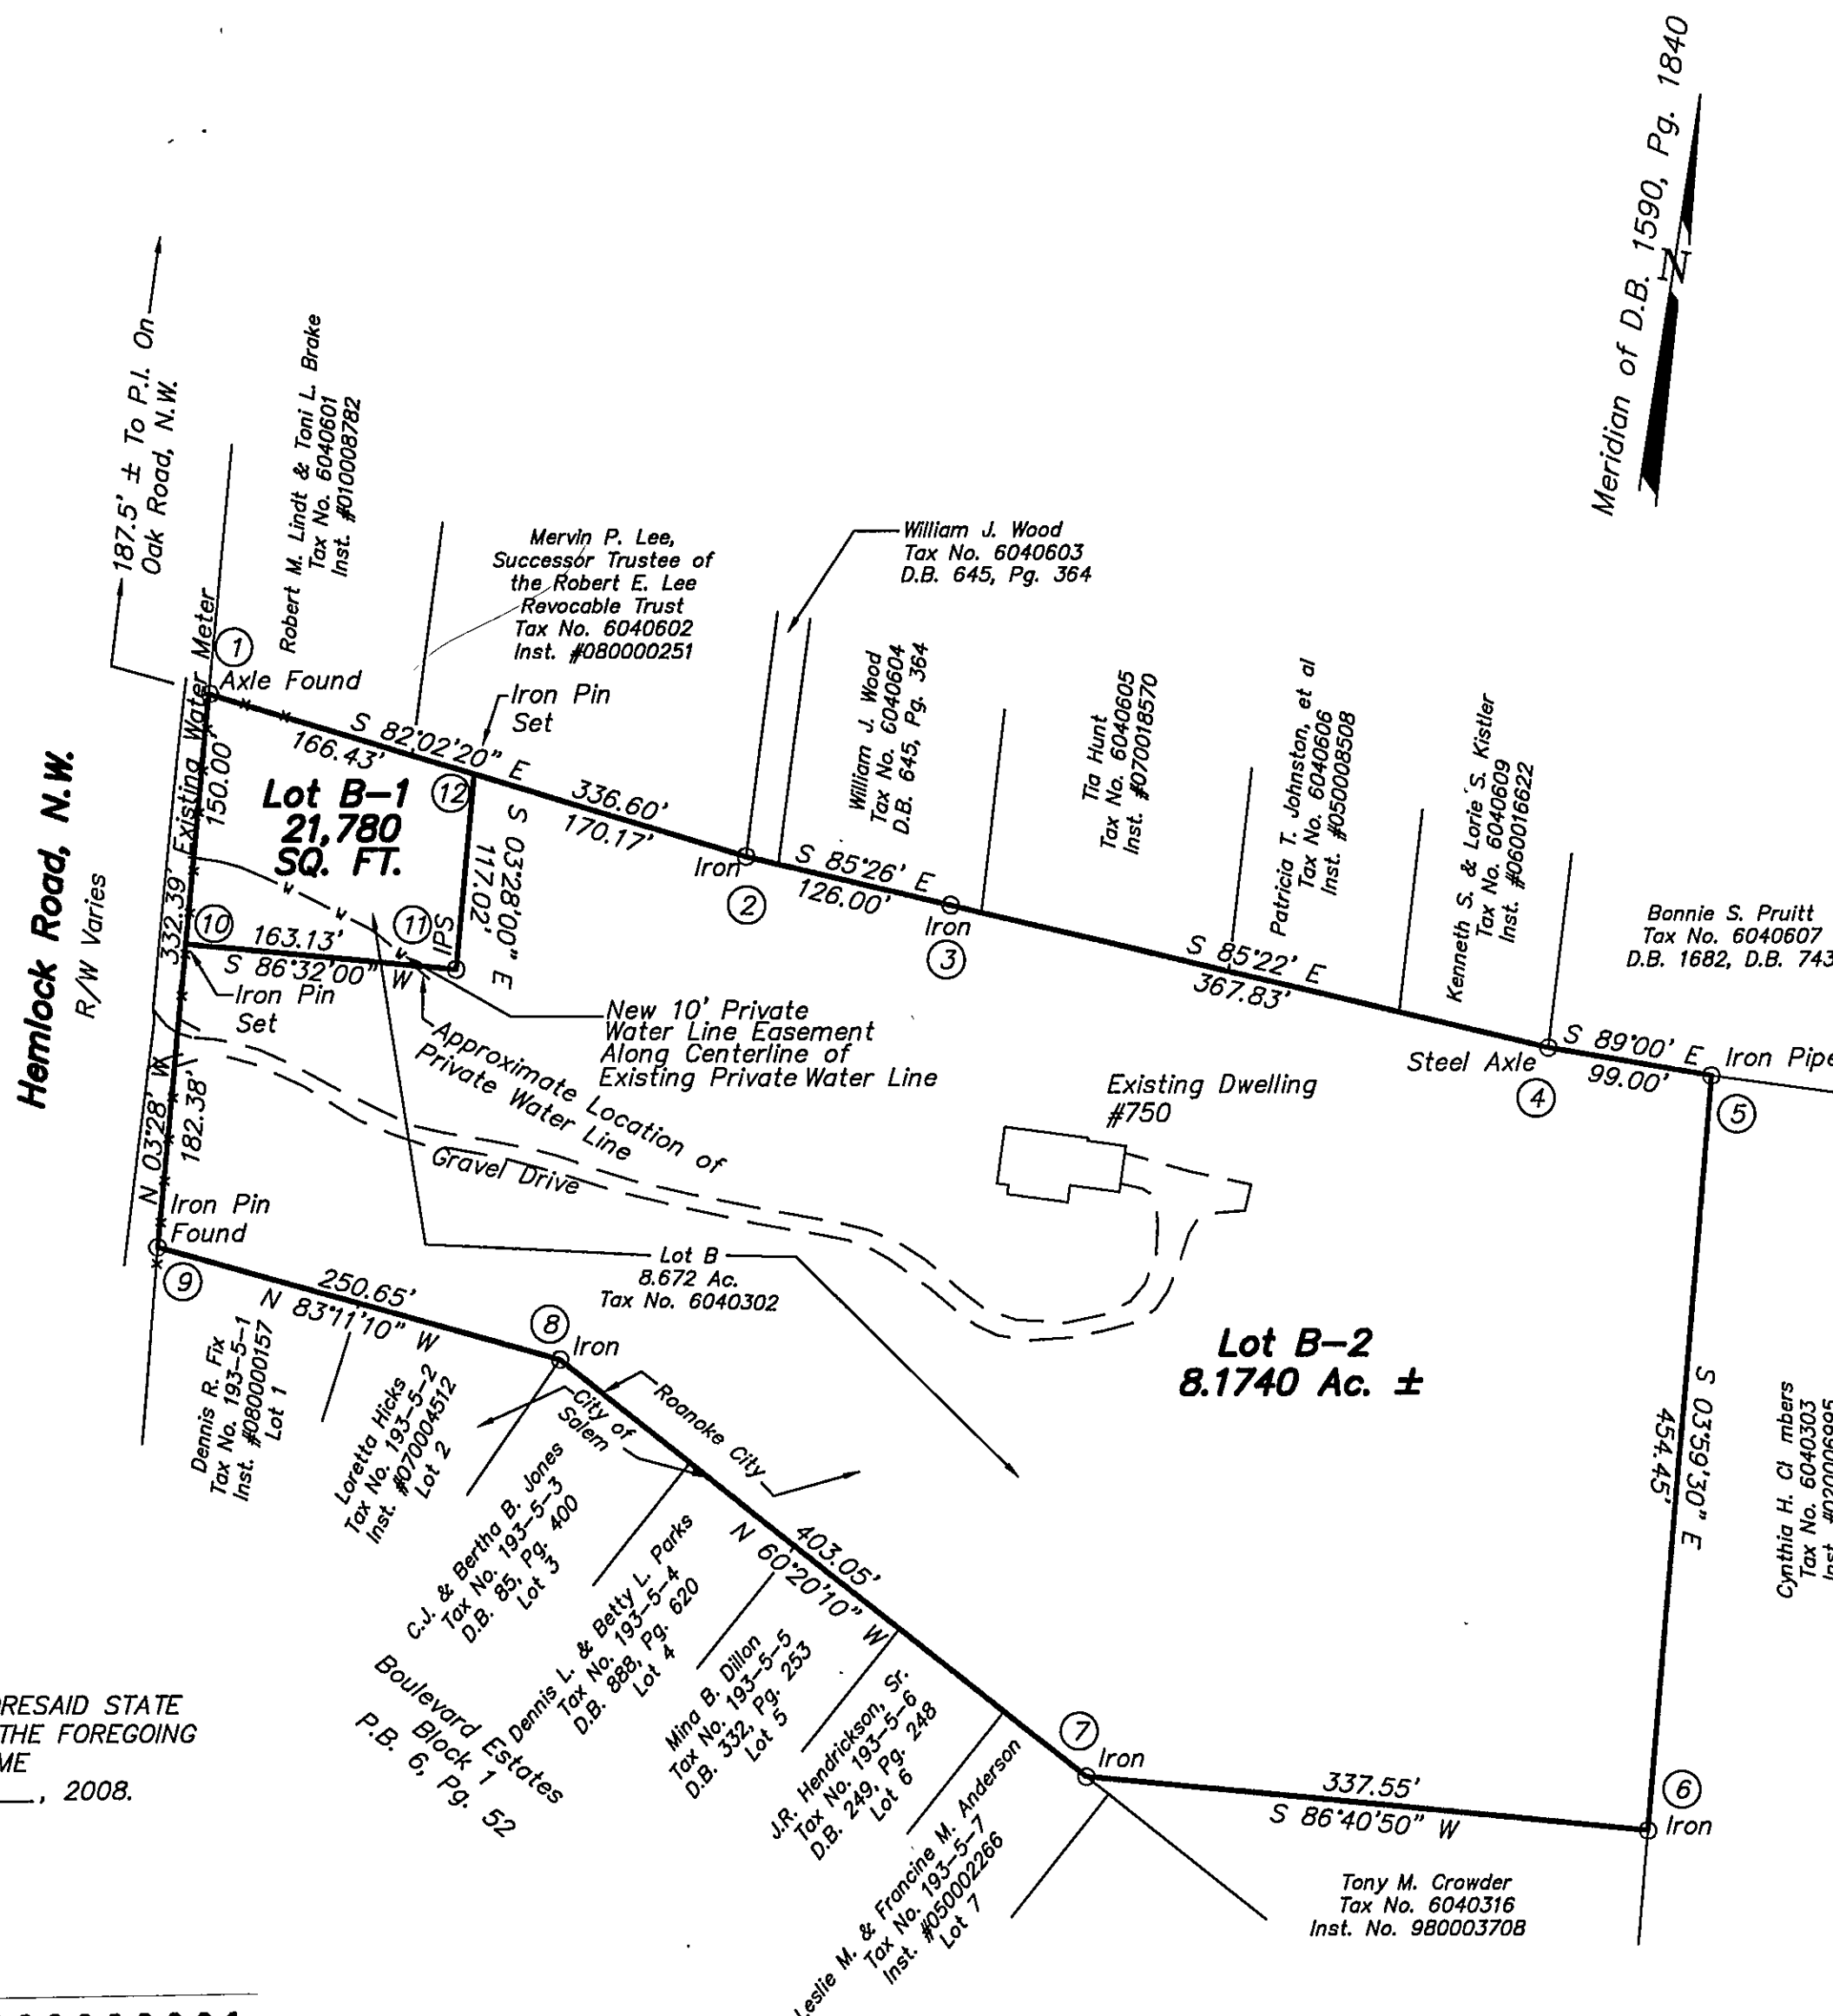 Meridian of D.B. 1590, Pg. 1840
N
187.5' ± To P.I. On
Oak Road, N.W.
Robert M. Lindt & Toni L. Brake
Tax No. 6040601
Inst. #010008782
Mervin P. Lee,
Successor Trustee of
the Robert E. Lee
Revocable Trust
Tax No. 6040602
Inst. #080000251
William J. Wood
Tax No. 6040603
D.B. 645, Pg. 364
William J. Wood
Tax No. 6040604
D.B. 645, Pg. 364
Tia Hunt
Tax No. 6040605
Inst. #070018570
Patricia T. Johnston, et al
Tax No. 6040606
Inst. #050008508
Kenneth S. & Lorie S. Kistler
Tax No. 6040609
Inst. #060016622
Bonnie S. Pruitt
Tax No. 6040607
D.B. 1682, D.B. 743
Existing Water Meter
1
Axle Found
Iron Pin
Set
S 82°02'20" E
166.43'
336.60'
170.17'
12
150.00'
Lot B-1
21,780
SQ. FT.
S 03°28'00" E
117.02'
Iron
2
S 85°26' E
126.00'
Iron
3
S 85°22' E
367.83'
Steel Axle
4
S 89°00' E
99.00'
Iron Pipe
5
Hemlock Road, N.W.
R/W Varies
332.39'
N 03°28' W
182.38'
10
163.13'
S 86°32'00" W
11
IPS
W
W
W
W
Iron Pin
Set
New 10' Private
Water Line Easement
Along Centerline of
Existing Private Water Line
Approximate Location of
Private Water Line
Gravel Drive
Existing Dwelling
#750
Iron Pin
Found
9
250.65'
N 83°11'10" W
8
Iron
Lot B
8.672 Ac.
Tax No. 6040302
Lot B-2
8.1740 Ac. ±
S 03°59'30" E
454.45'
Cynthia H. Ch mbers
Tax No. 6040303
Inst. #020006995
City of
Salem
Roanoke City
Dennis R. Fix
Tax No. 193-5-1
Inst. #080000157
Lot 1
Loretta Hicks
Tax No. 193-5-2
Inst. #070004512
Lot 2
C.J. & Bertha B. Jones
Tax No. 193-5-3
D.B. 85, Pg. 400
Lot 3
Dennis L. & Betty L. Parks
Tax No. 193-5-4
D.B. 888, Pg. 620
Lot 4
Mina B. Dillon
Tax No. 193-5-5
D.B. 332, Pg. 253
Lot 5
J.R. Hendrickson, Sr.
Tax No. 193-5-6
D.B. 249, Pg. 248
Lot 6
Leslie M. & Francine M. Anderson
Tax No. 193-5-7
Inst. #050002266
Lot 7
403.05'
N 60°20'10" W
7
Iron
337.55'
S 86°40'50" W
6
Iron
Tony M. Crowder
Tax No. 6040316
Inst. No. 980003708
Boulevard Estates
Block 1
P.B. 6, Pg. 52
ORESAID STATE
THE FOREGOING
ME
, 2008.